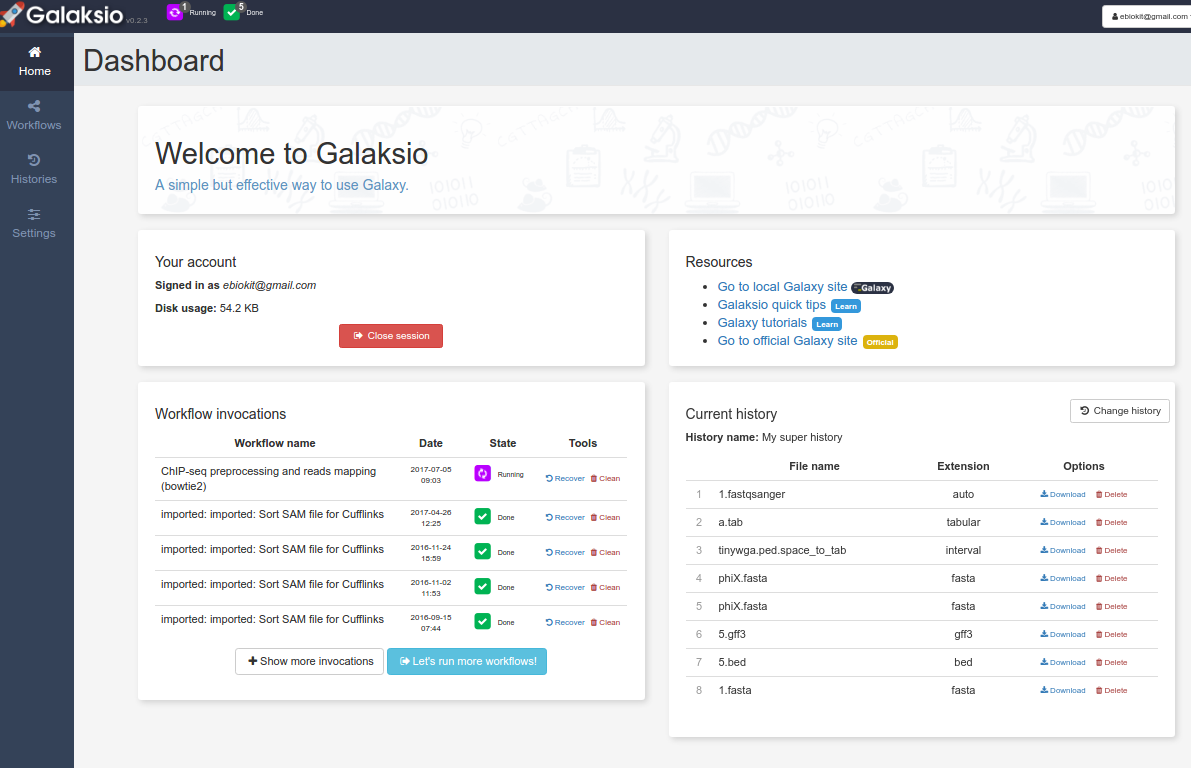 Galaksio v0.2.3
1 Running 5 Done
ebiokit@gmail.com
Home
Workflows
Histories
Settings
Dashboard
Welcome to Galaksio
A simple but effective way to use Galaxy.
Your account
Signed in as ebiokit@gmail.com
Disk usage: 54.2 KB
Close session
Resources
Go to local Galaxy site Galaxy
Galaksio quick tips Learn
Galaxy tutorials Learn
Go to official Galaxy site Official
Workflow invocations
Workflow name Date State Tools
ChIP-seq preprocessing and reads mapping
(bowtie2)
2017-07-05
09:03
Running Recover Clean
imported: imported: Sort SAM file for Cufflinks
2017-04-26
12:25
Done Recover Clean
imported: imported: Sort SAM file for Cufflinks
2016-11-24
16:59
Done Recover Clean
imported: imported: Sort SAM file for Cufflinks
2016-11-02
11:53
Done Recover Clean
imported: imported: Sort SAM file for Cufflinks
2016-09-15
07:44
Done Recover Clean
Show more invocations
Let's run more workflows!
Current history
Change history
History name: My super history
File name Extension Options
1 1.fastqsanger auto Download Delete
2 a.tab tabular Download Delete
3 tinywga.ped.space_to_tab interval Download Delete
4 phiX.fasta fasta Download Delete
5 phiX.fasta fasta Download Delete
6 5.gff3 gff3 Download Delete
7 5.bed bed Download Delete
8 1.fasta fasta Download Delete